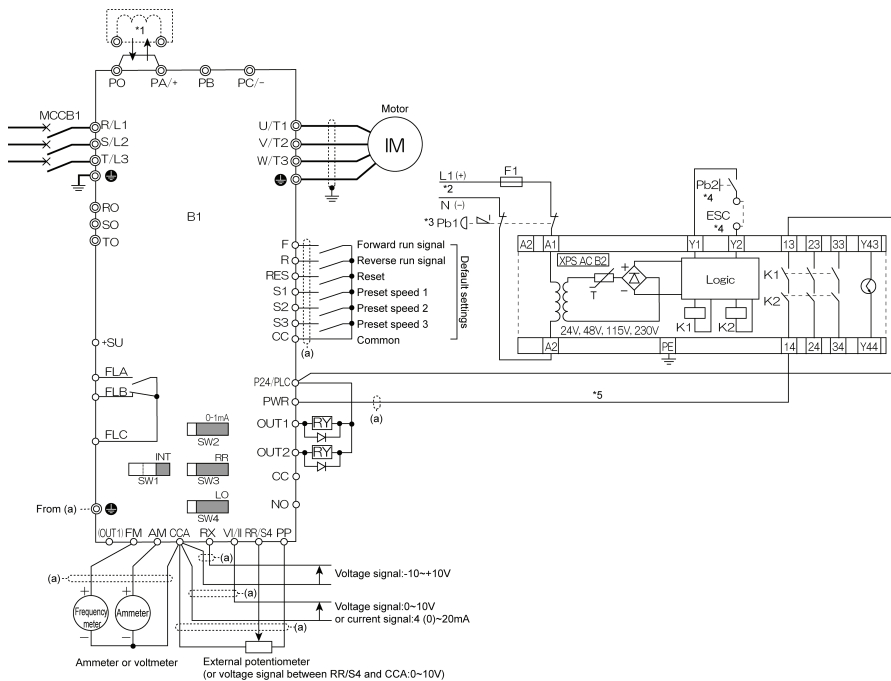 *1
PO PA/+ PB PC/-
MCCB1
R/L1
S/L2
T/L3
U/T1
V/T2
W/T3
Motor
IM
RO
SO
TO
B1
L1 (+)
F1
*2
N (-)
*3 Pb1
Pb2
*4
ESC
*4
F
R
RES
S1
S2
S3
CC
Forward run signal
Reverse run signal
Reset
Preset speed 1
Preset speed 2
Preset speed 3
Common
Default settings
(a)
A2 A1 Y1 Y2 13 23 33 Y43
XPS AC B2
T
+
−
Logic
K1
K2
K1 K2
24V, 48V, 115V, 230V
A2 PE 14 24 34 Y44
+SU
FLA
FLB
FLC
P24/PLC
PWR
*5
(a)
OUT1 RY
OUT2 RY
CC
NO
0-1mA
SW2
INT
SW1
RR
SW3
LO
SW4
From (a)
(OUT1) FM AM CCA RX VI/II RR/S4 PP
(a)
(a)
Voltage signal:-10~+10V
(a)
Voltage signal:0~10V
or current signal:4 (0)~20mA
(a)
+ +
Frequency
meter
Ammeter
− −
Ammeter or voltmeter
External potentiometer
(or voltage signal between RR/S4 and CCA:0~10V)